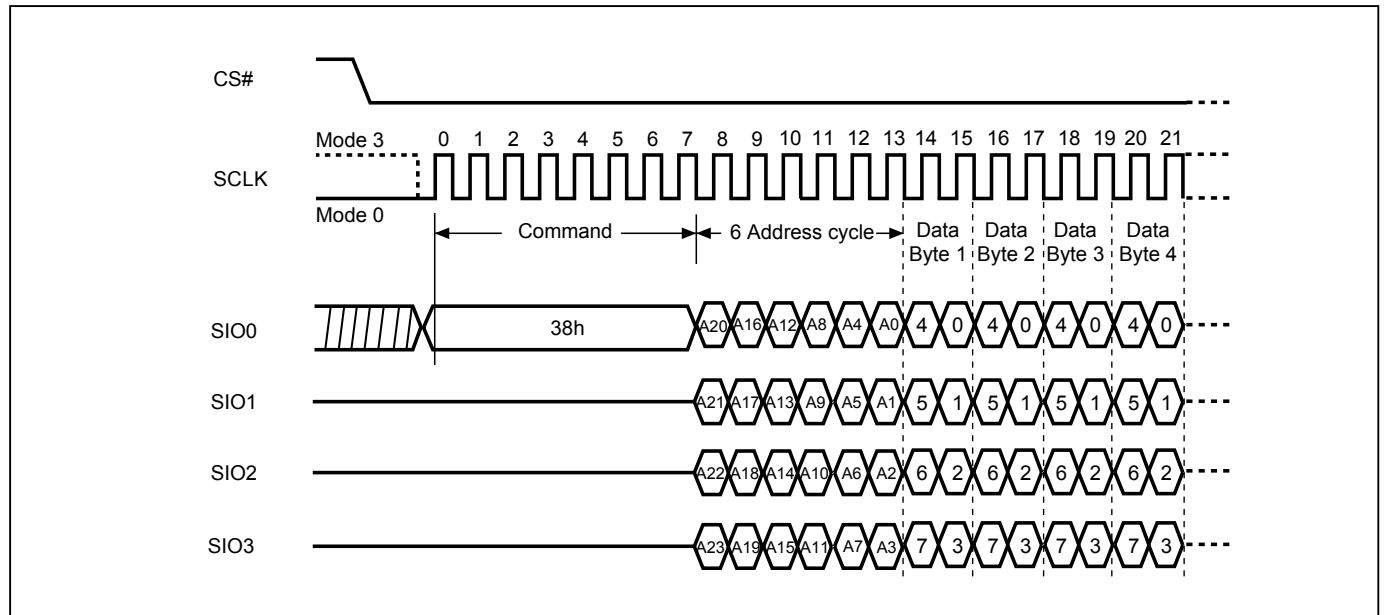 CS#
Mode 3
0 1 2 3 4 5 6 7 8 9 10 11 12 13 14 15 16 17 18 19 20 21
SCLK
Mode 0
Command
6 Address cycle
Data Byte 1
Data Byte 2
Data Byte 3
Data Byte 4
SIO0 38h A20 A16 A12 A8 A4 A0 4 0 4 0 4 0 4 0
SIO1 A21 A17 A13 A9 A5 A1 5 1 5 1 5 1 5 1
SIO2 A22 A18 A14 A10 A6 A2 6 2 6 2 6 2 6 2
SIO3 A23 A19 A15 A11 A7 A3 7 3 7 3 7 3 7 3